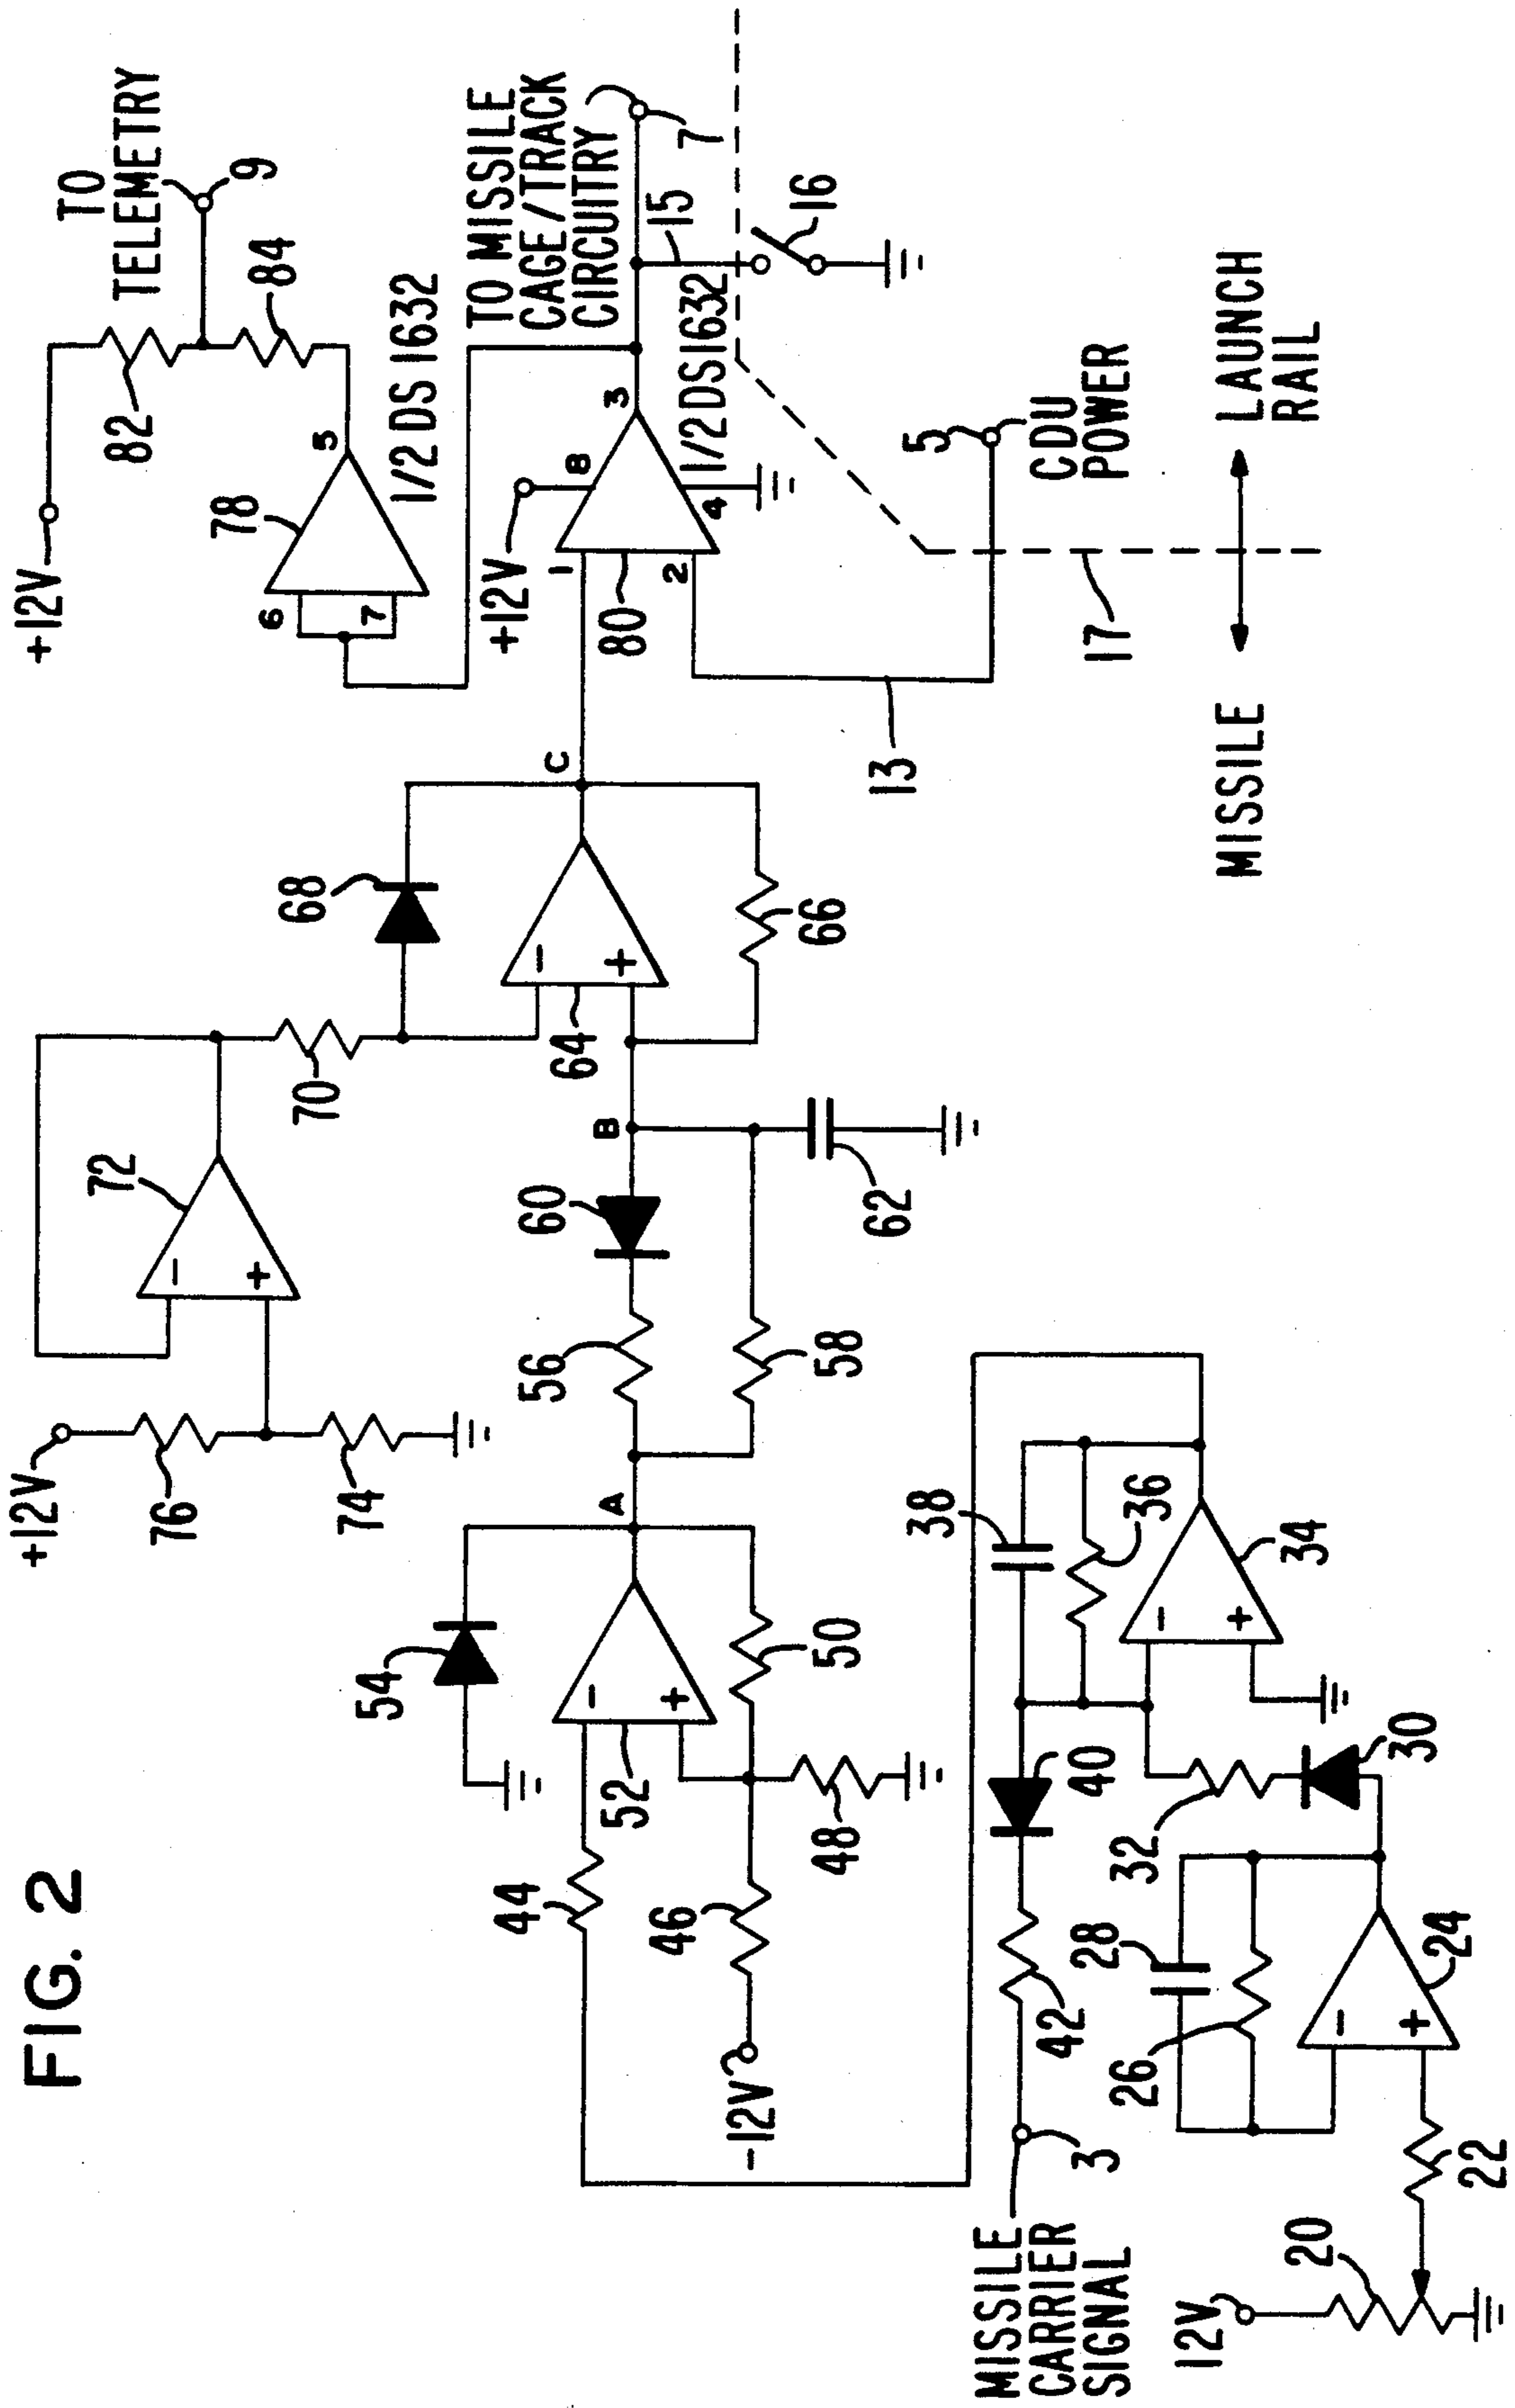 FIG. 2
+12V
82
TO
TELEMETRY
9
84
78
6
7
5
1/2 DS 1632
+12V
76
74
72
70
68
TO MISSILE
CAGE/TRACK
CIRCUITRY
7
15
16
+12V
8
1
2
3
4
80
1/2 DS1632
C
64
66
B
60
56
58
62
A
54
52
50
44
46
48
-12V
13
5
CDU
POWER
17
MISSILE
LAUNCH
RAIL
38
36
34
40
42
3
MISSILE
CARRIER
SIGNAL
32
30
28
26
24
22
20
12V
-
+
-
+
-
+
-
+
-
+